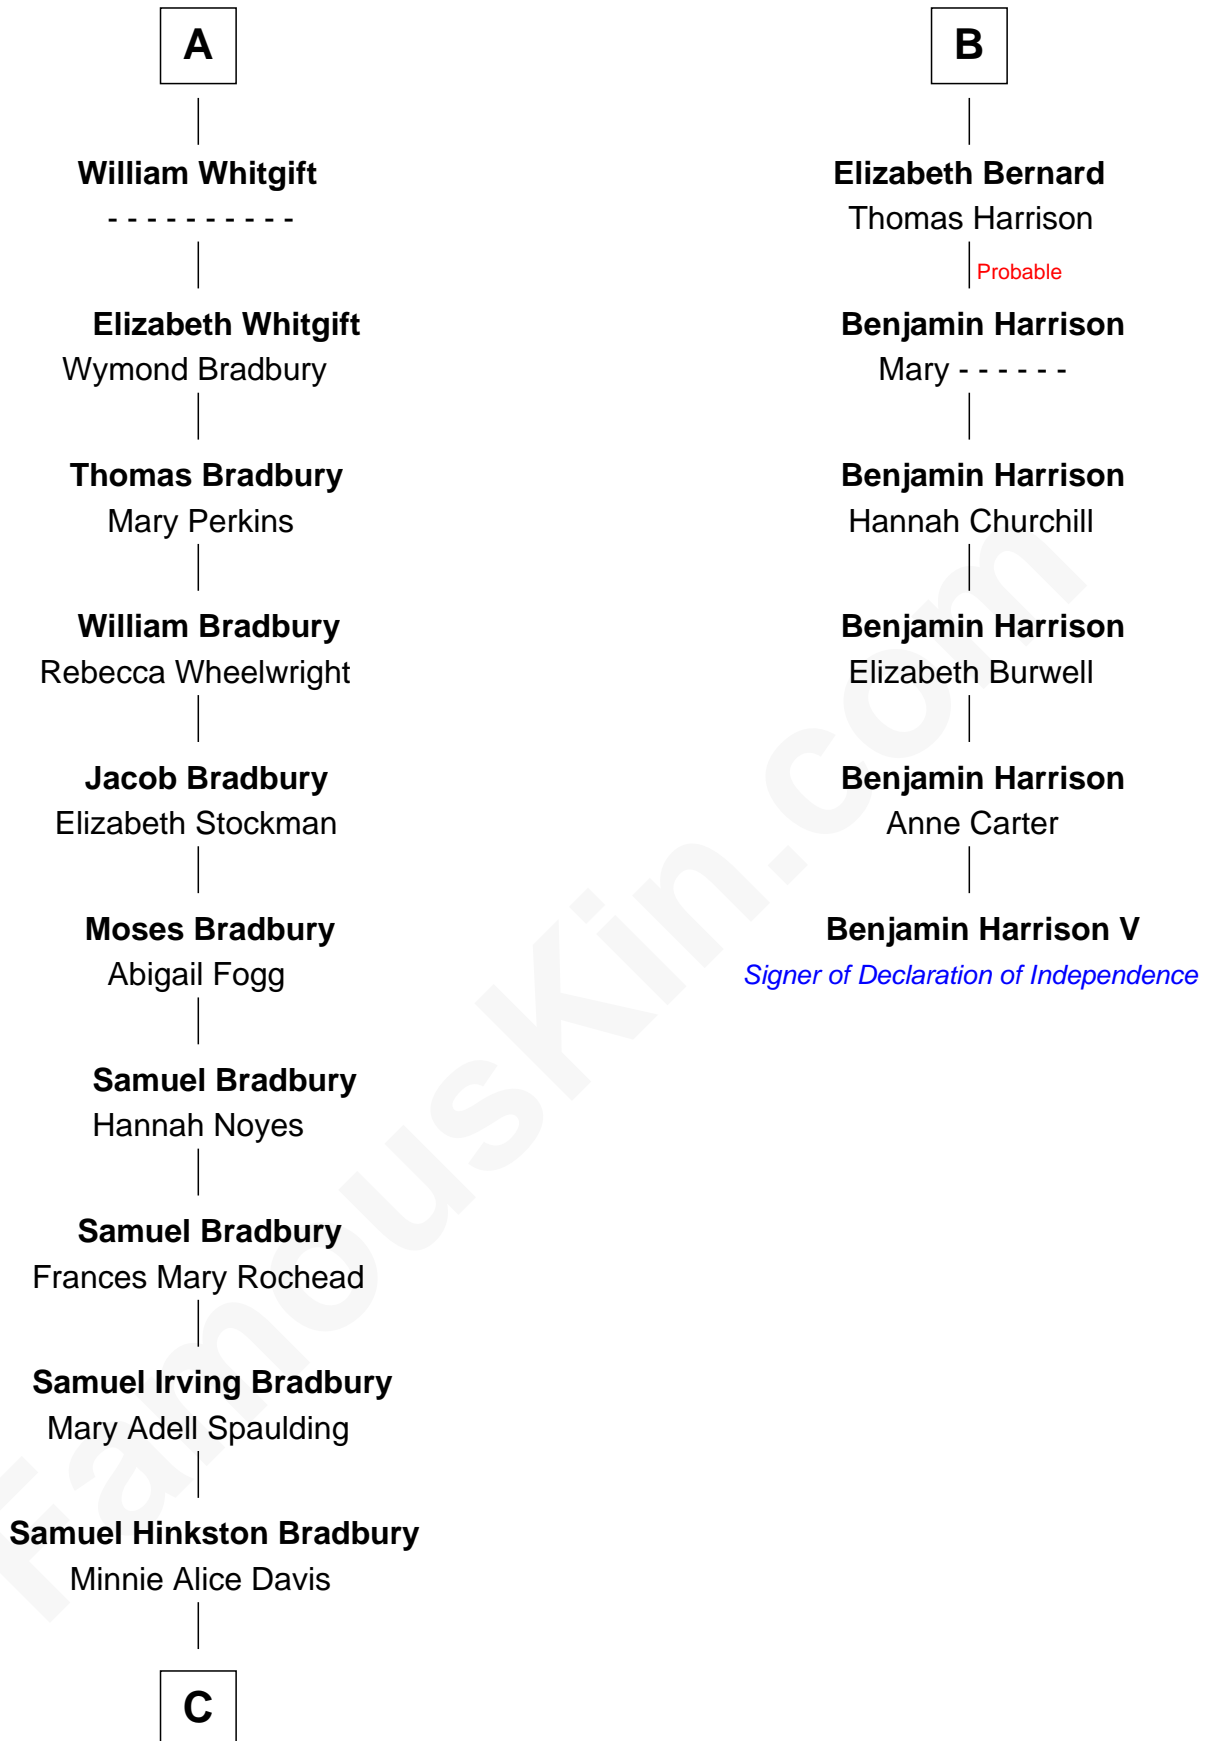 A
William Whitgift
- - - - - - - - - -
Elizabeth Whitgift
Wymond Bradbury
Thomas Bradbury
Mary Perkins
William Bradbury
Rebecca Wheelwright
Jacob Bradbury
Elizabeth Stockman
Moses Bradbury
Abigail Fogg
Samuel Bradbury
Hannah Noyes
Samuel Bradbury
Frances Mary Rochead
Samuel Irving Bradbury
Mary Adell Spaulding
Samuel Hinkston Bradbury
Minnie Alice Davis
C
B
Elizabeth Bernard
Thomas Harrison
Probable
Benjamin Harrison
Mary - - - - - -
Benjamin Harrison
Hannah Churchill
Benjamin Harrison
Elizabeth Burwell
Benjamin Harrison
Anne Carter
Benjamin Harrison V
Signer of Declaration of Independence
FamousKin.com